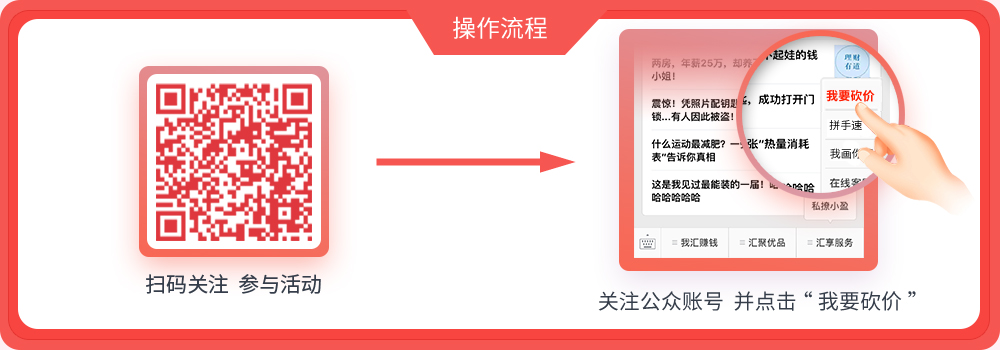 操作流程
扫码关注 参与活动
两房，年薪25万，却养
不起娃的钱
小姐！
理财
有道
震惊！凭照片配钥匙
，成功打开门
锁...有人因此被盗！
什么运动最减肥？一
张"热量消耗
表"告诉你真相
这是我见过最能装的一届！哈
哈哈哈
哈哈哈哈哈
我要砍价
拼手速
我画你
在线客
私撩小盈
我汇赚钱
汇聚优品
汇享服务
关注公众账号 并点击“我要砍价”